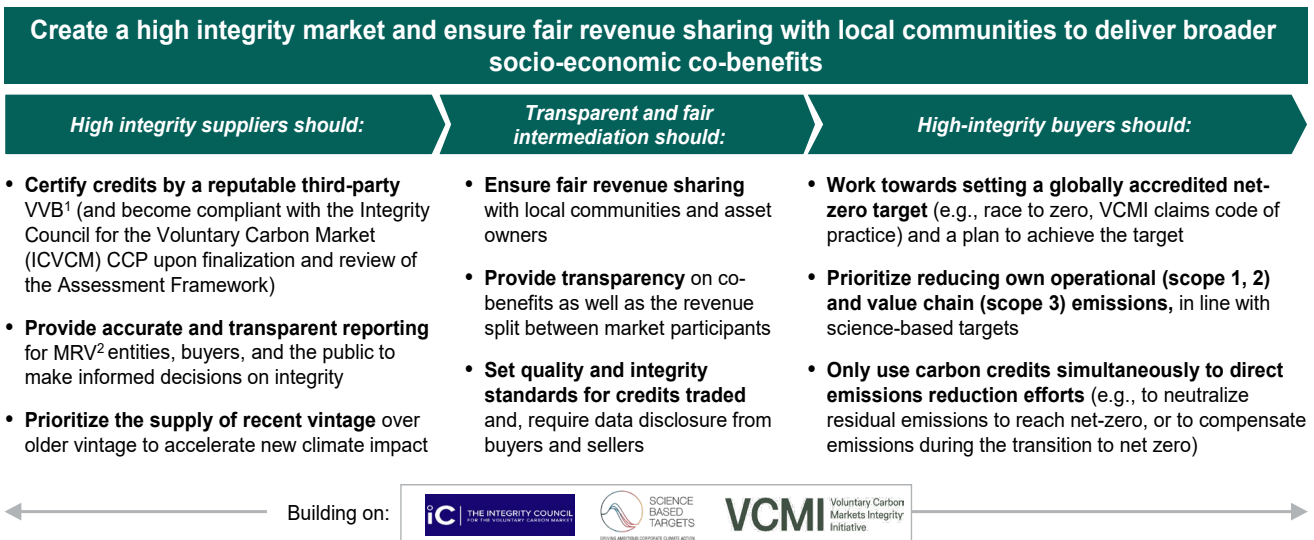 Create a high integrity market and ensure fair revenue sharing with local communities to deliver broader
socio-economic co-benefits
High integrity suppliers should:
• Certify credits by a reputable third-party
VVB1 (and become compliant with the Integrity
Council for the Voluntary Carbon Market
(ICVCM) CCP upon finalization and review of
the Assessment Framework)
• Provide accurate and transparent reporting
for MRV2 entities, buyers, and the public to
make informed decisions on integrity
• Prioritize the supply of recent vintage over
older vintage to accelerate new climate impact
Transparent and fair
intermediation should:
• Ensure fair revenue sharing
with local communities and asset
owners
• Provide transparency on co-
benefits as well as the revenue
split between market participants
• Set quality and integrity
standards for credits traded
and, require data disclosure from
buyers and sellers
High-integrity buyers should:
• Work towards setting a globally accredited net-
zero target (e.g., race to zero, VCMI claims code of
practice) and a plan to achieve the target
• Prioritize reducing own operational (scope 1, 2)
and value chain (scope 3) emissions, in line with
science-based targets
• Only use carbon credits simultaneously to direct
emissions reduction efforts (e.g., to neutralize
residual emissions to reach net-zero, or to compensate
emissions during the transition to net zero)
Building on:
iC THE INTEGRITY COUNCIL
FOR THE VOLUNTARY CARBON MARKET
SCIENCE
BASED
TARGETS
DRIVING AMBITIOUS CORPORATE CLIMATE ACTION
VCMI Voluntary Carbon
Markets Integrity
Initiative